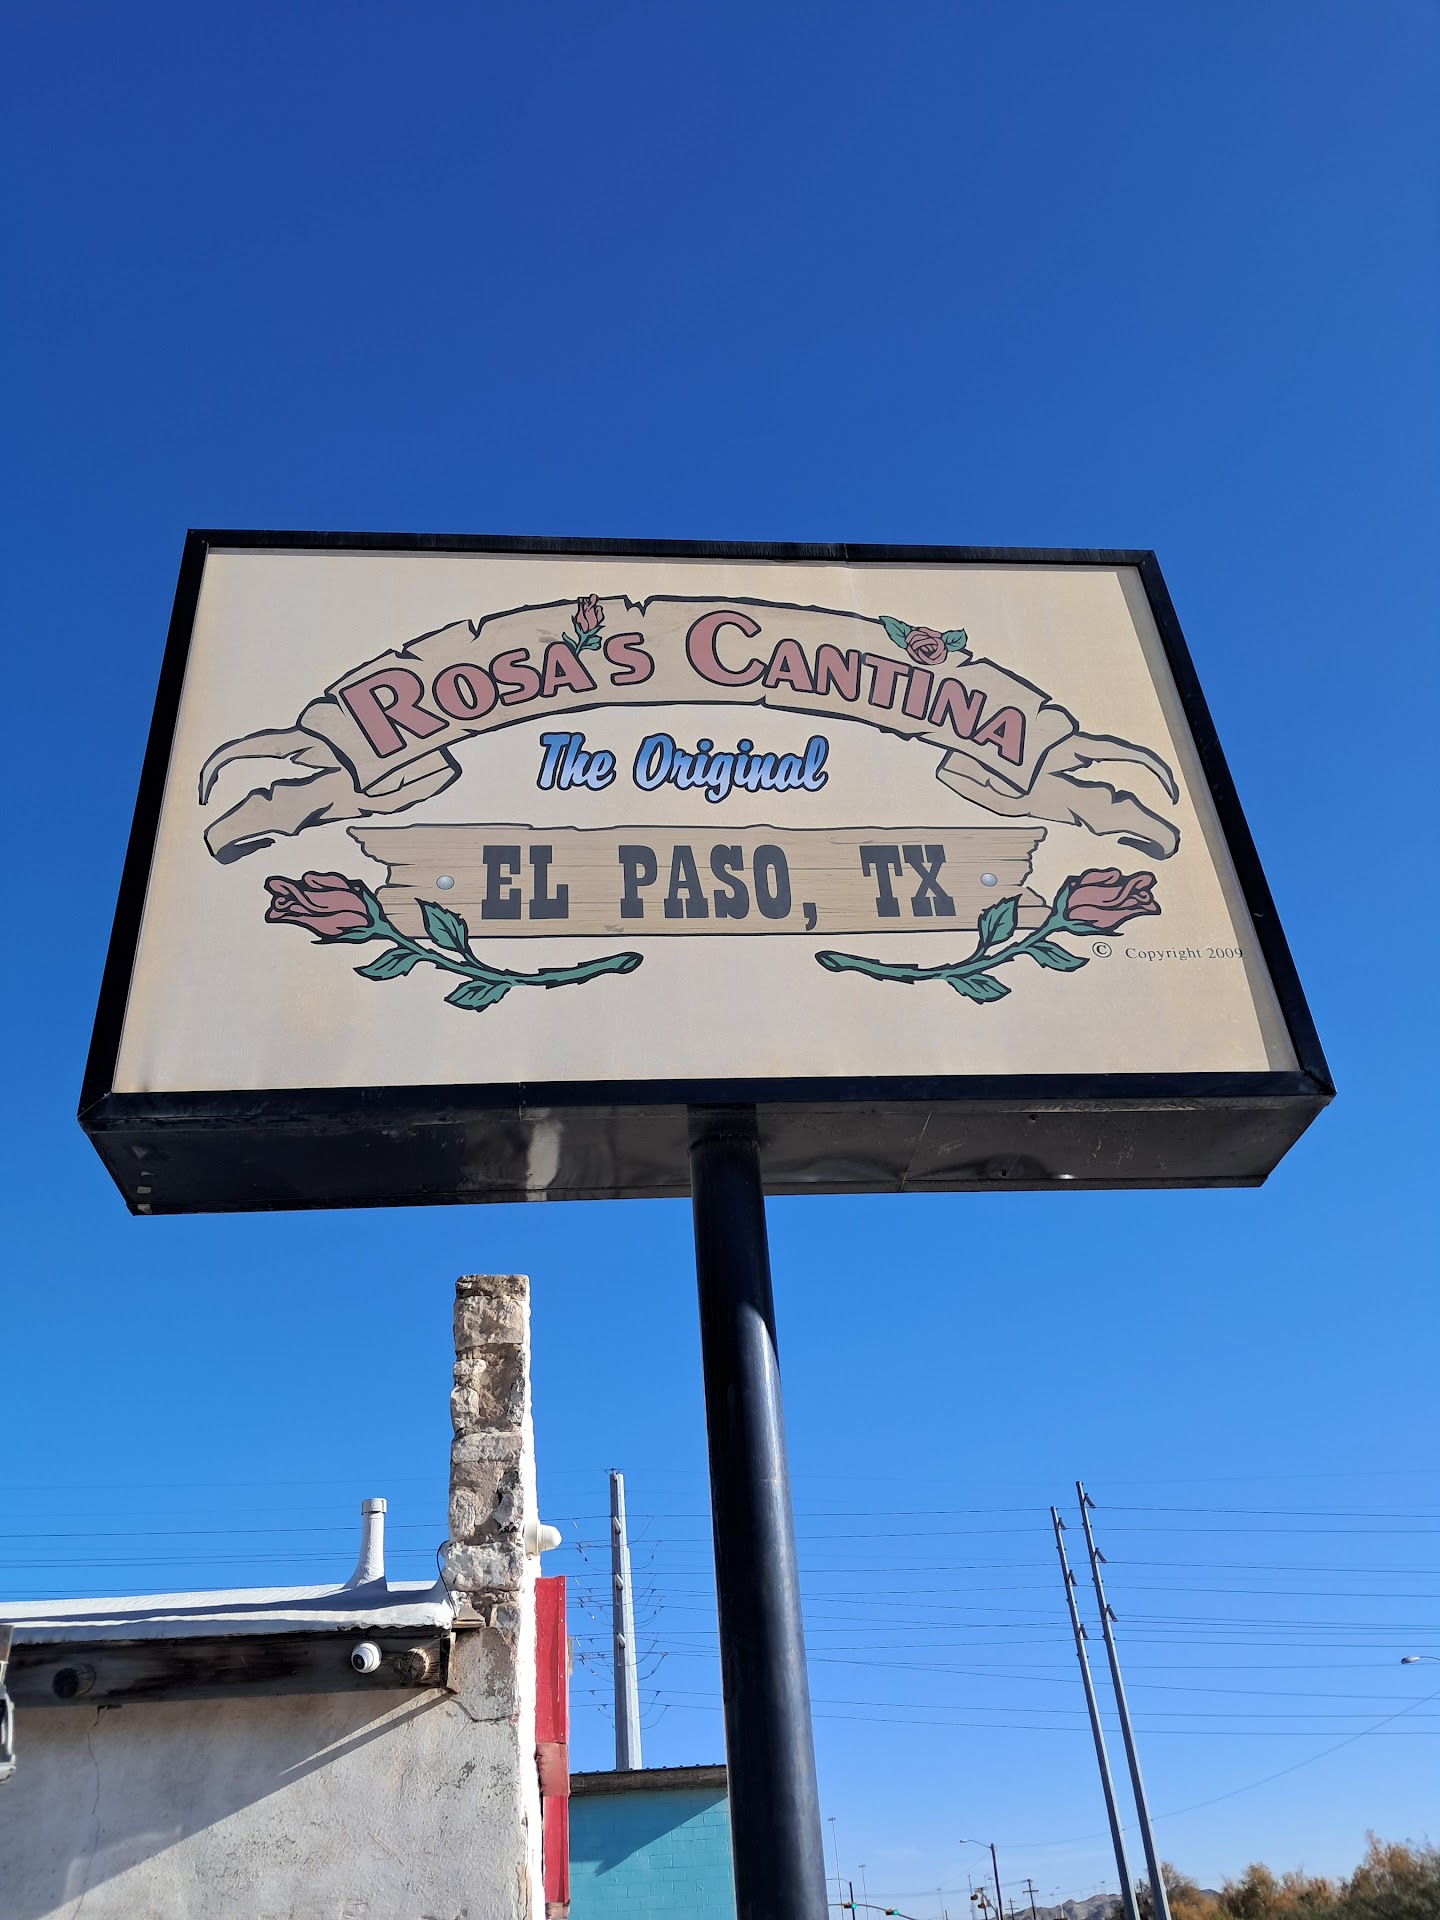 ROSA'S CANTINA
The Original
EL PASO, TX
© Copyright 2009